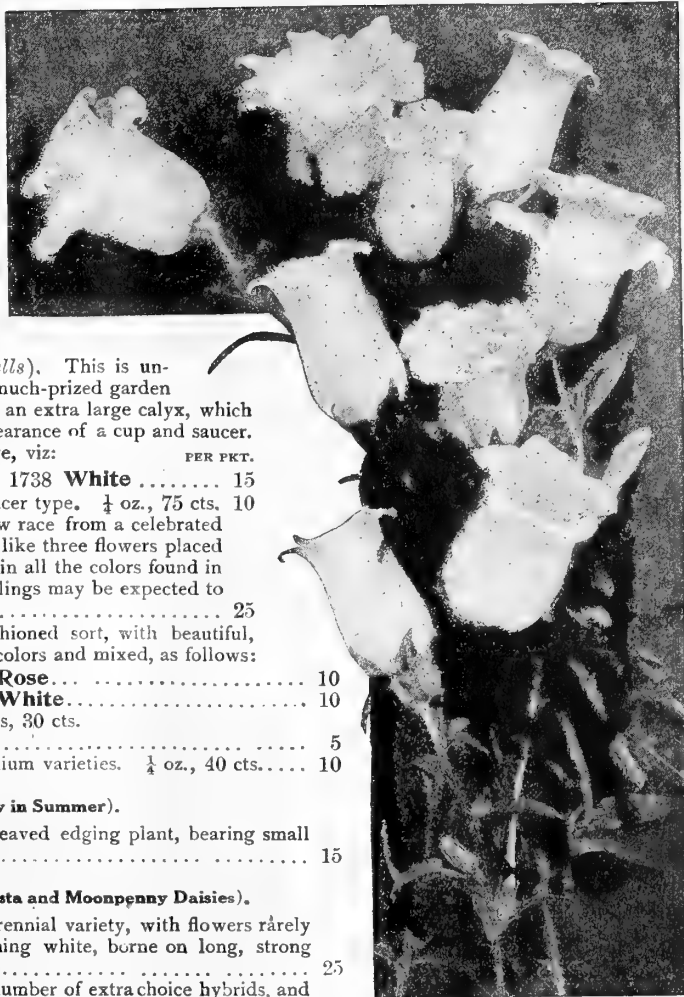 lls). This is un-
much-prized garden
an extra large calyx, which
earance of a cup and saucer.
e, viz: PER PKT.
1738 White ........ 15
cer type. ¼ oz., 75 cts. 10
w race from a celebrated
like three flowers placed
in all the colors found in
lings may be expected to
...................... 25
hioned sort, with beautiful,
colors and mixed, as follows:
Rose... .................... 10
White....................... 10
s, 30 cts.
............................ ..... 5
ium varieties. ¼ oz., 40 cts..... 10
y in Summer).
eaved edging plant, bearing small
..................... ......... 15
sta and Moonpenny Daisies).
rennial variety, with flowers rarely
ning white, borne on long, strong
................ ....... ........ 25
umber of extra choice hybrids, and